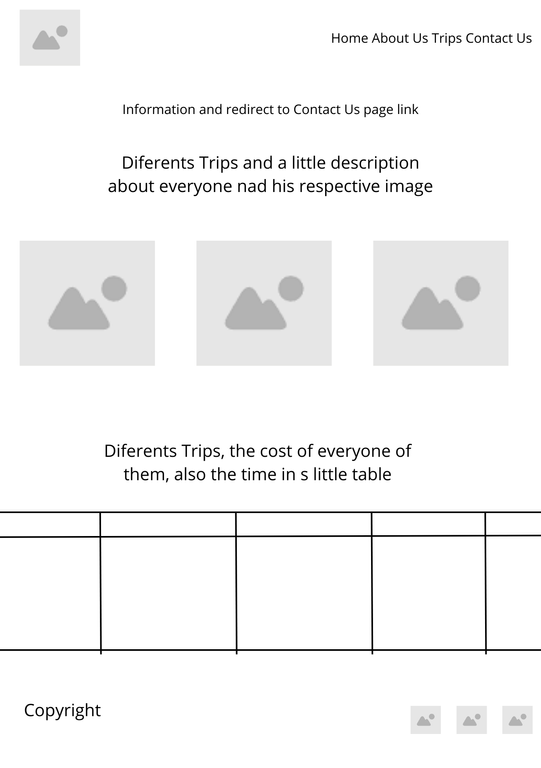 Home About Us Trips Contact Us
Information and redirect to Contact Us page link
Diferents Trips and a little description
about everyone nad his respective image
Diferents Trips, the cost of everyone of
them, also the time in s little table
Copyright